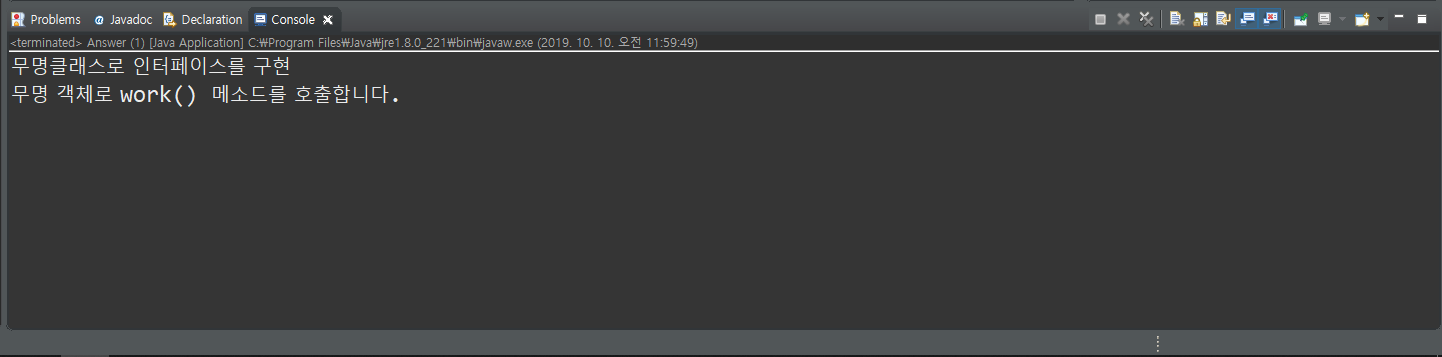 Problems Javadoc Declaration Console
<terminated> Answer (1) [Java Application] C:₩Program Files₩Java₩jre1.8.0_221₩bin₩javaw.exe (2019. 10. 10. 오전 11:59:49)
무명클래스로 인터페이스를 구현
무명 객체로 work() 메소드를 호출합니다.